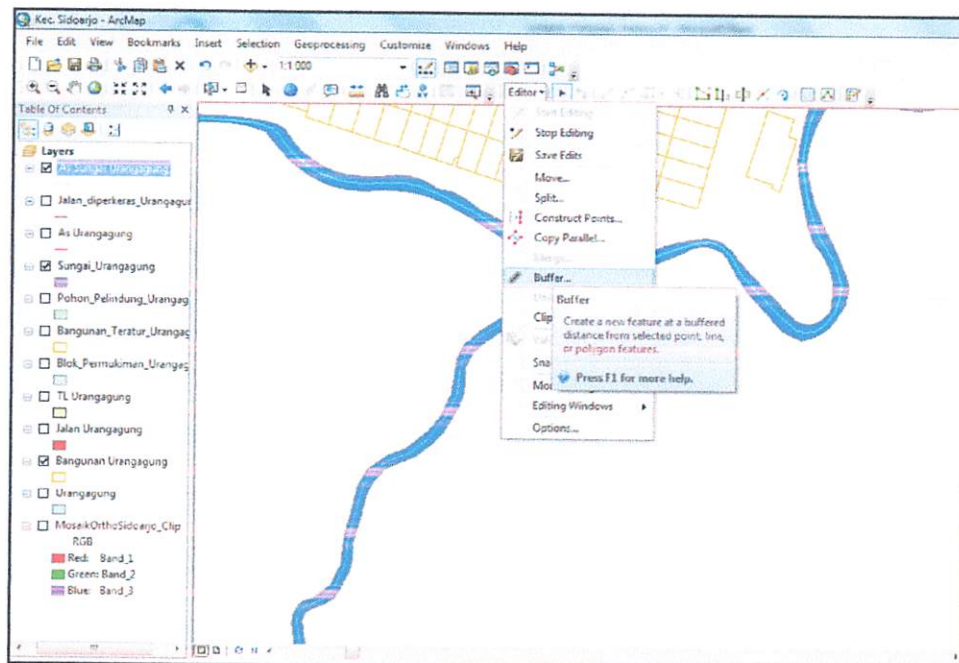 Kec. Sidoarjo - ArcMap
File Edit View Bookmarks Insert Selection Geoprocessing Customize Windows Help
1:1 000
Editor
Table Of Contents
Start Editing
Stop Editing
Save Edits
Move...
Split...
Construct Points...
Copy Parallel...
Merge...
Buffer...
Clip
Editing Windows
Options...
Buffer
Create a new feature at a buffered
distance from selected point, line,
or polygon features.
Press F1 for more help.
Layers
Jalan_diperkeras_Urangagu
As Urangagung
Sungai_Urangagung
Pohon_Pelindung_Urangag
Bangunan_Teratur_Urangag
Blok_Permukiman_Urangag
TL Urangagung
Jalan Urangagung
Bangunan Urangagung
Urangagung
MosaikOrthoSidoarjo_Clip
RGB
Red: Band_1
Green: Band_2
Blue: Band_3